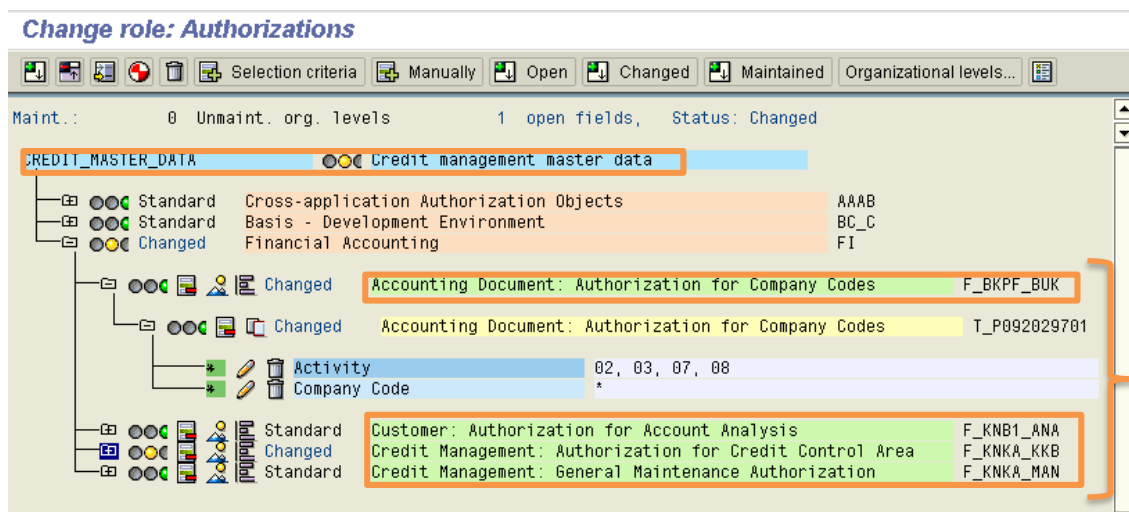 Change role: Authorizations
Selection criteria Manually Open Changed Maintained Organizational levels...
Maint.: 0 Unmaint. org. levels 1 open fields, Status: Changed
CREDIT_MASTER_DATA Credit management master data
Standard Cross-application Authorization Objects AAAB
Standard Basis - Development Environment BC_C
Changed Financial Accounting FI
Changed Accounting Document: Authorization for Company Codes F_BKPF_BUK
Changed Accounting Document: Authorization for Company Codes T_P092029701
* Activity 02, 03, 07, 08
* Company Code *
Standard Customer: Authorization for Account Analysis F_KNB1_ANA
Changed Credit Management: Authorization for Credit Control Area F_KNKA_KKB
Standard Credit Management: General Maintenance Authorization F_KNKA_MAN